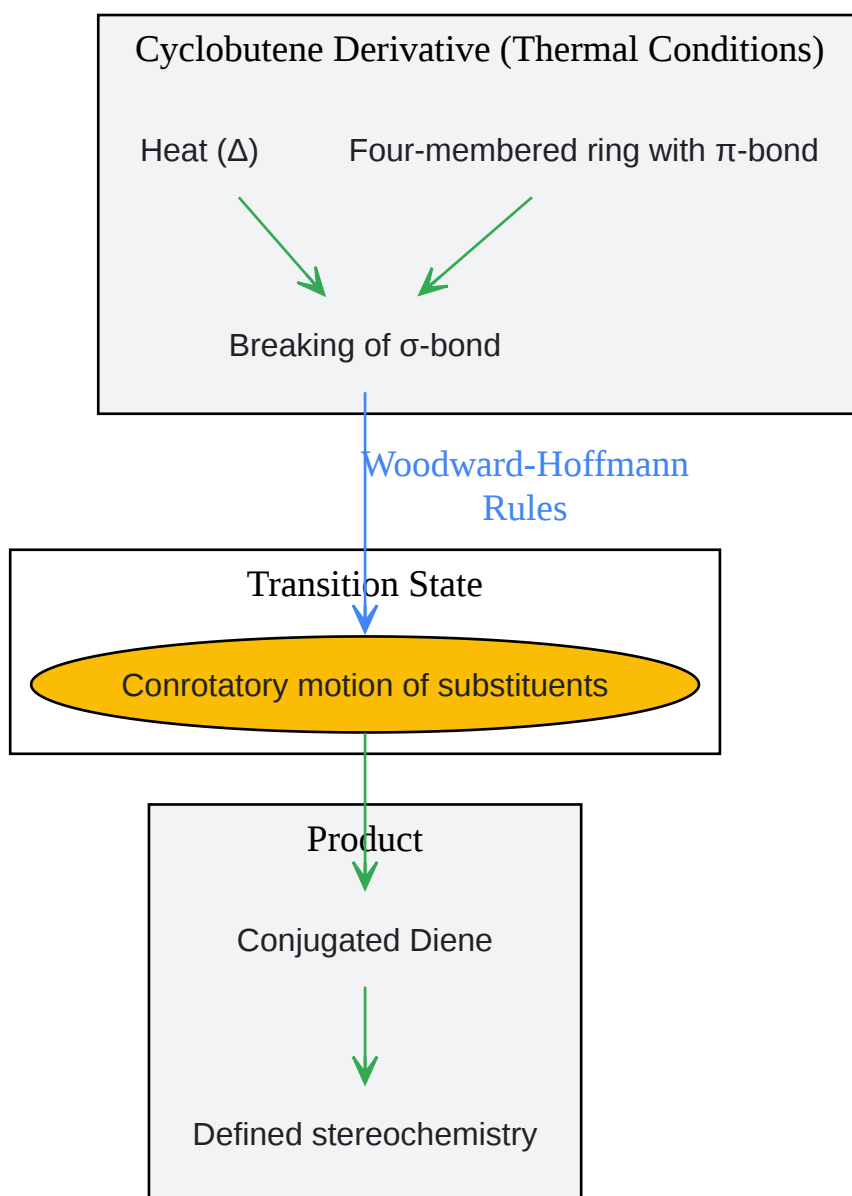 Cyclobutene Derivative (Thermal Conditions)
Heat (Δ)
Four-membered ring with π-bond
Breaking of σ-bond
Woodward-Hoffmann
Rules
Transition State
Conrotatory motion of substituents
Product
Conjugated Diene
Defined stereochemistry